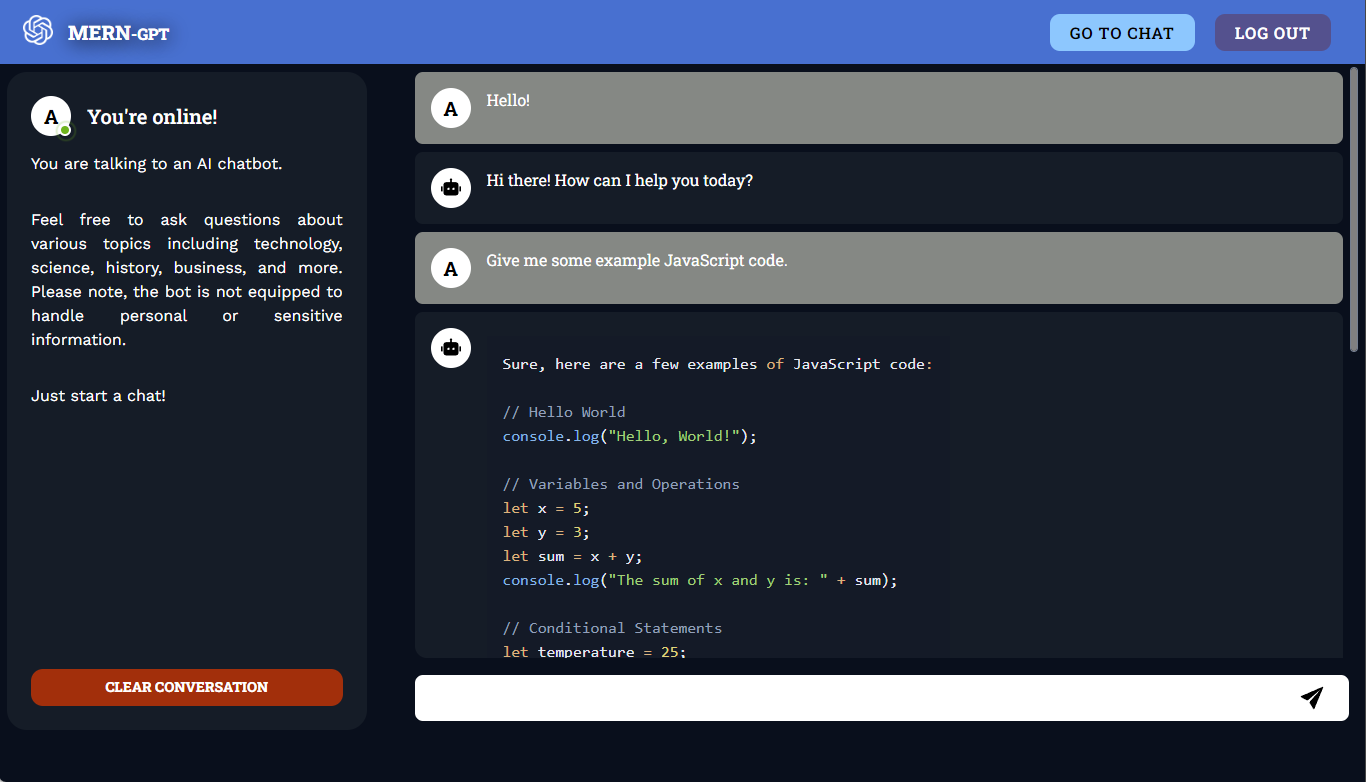 MERN-GPT
GO TO CHAT
LOG OUT
A
You're online!
You are talking to an AI chatbot.
Feel free to ask questions about
various topics including technology,
science, history, business, and more.
Please note, the bot is not equipped to
handle personal or sensitive
information.
Just start a chat!
CLEAR CONVERSATION
A
Hello!
Hi there! How can I help you today?
A
Give me some example JavaScript code.
Sure, here are a few examples of JavaScript code:
// Hello World
console.log("Hello, World!");
// Variables and Operations
let x = 5;
let y = 3;
let sum = x + y;
console.log("The sum of x and y is: " + sum);
// Conditional Statements
let temperature = 25;